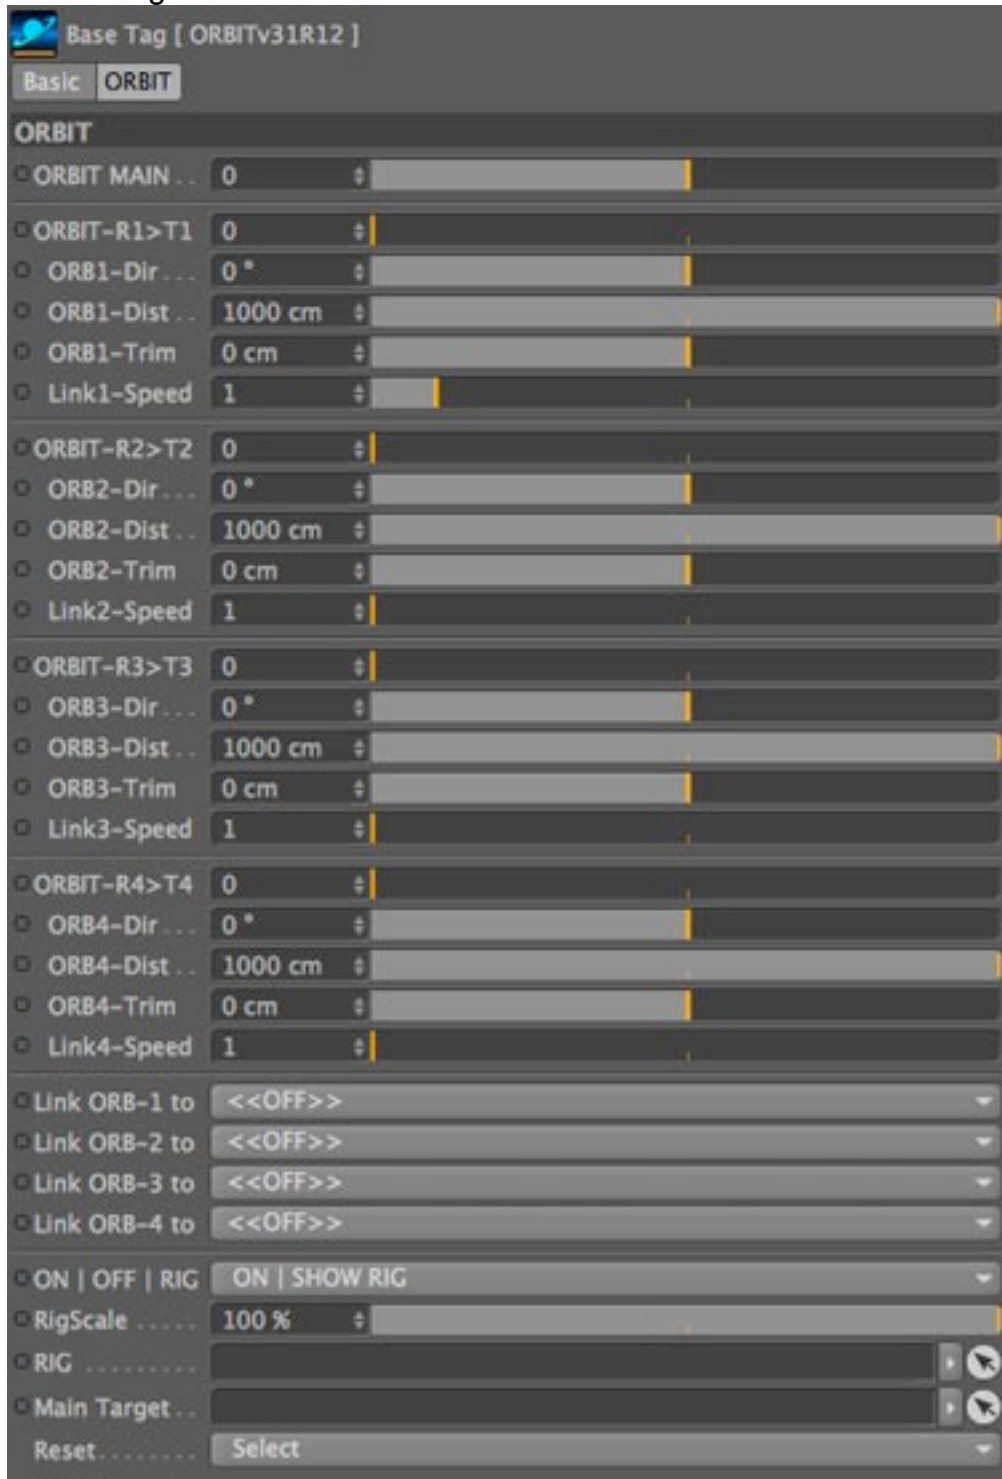 Base Tag [ ORBITv31R12 ]
Basic ORBIT
ORBIT
ORBIT MAIN . . 0
ORBIT-R1>T1 0
ORB1-Dir . . . 0 °
ORB1-Dist . . 1000 cm
ORB1-Trim 0 cm
Link1-Speed 1
ORBIT-R2>T2 0
ORB2-Dir . . . 0 °
ORB2-Dist . . 1000 cm
ORB2-Trim 0 cm
Link2-Speed 1
ORBIT-R3>T3 0
ORB3-Dir . . . 0 °
ORB3-Dist . . 1000 cm
ORB3-Trim 0 cm
Link3-Speed 1
ORBIT-R4>T4 0
ORB4-Dir . . . 0 °
ORB4-Dist . . 1000 cm
ORB4-Trim 0 cm
Link4-Speed 1
Link ORB-1 to <<OFF>>
Link ORB-2 to <<OFF>>
Link ORB-3 to <<OFF>>
Link ORB-4 to <<OFF>>
ON | OFF | RIG ON | SHOW RIG
RigScale . . . . . 100 %
RIG . . . . . . . . .
Main Target . .
Reset . . . . . . . . Select